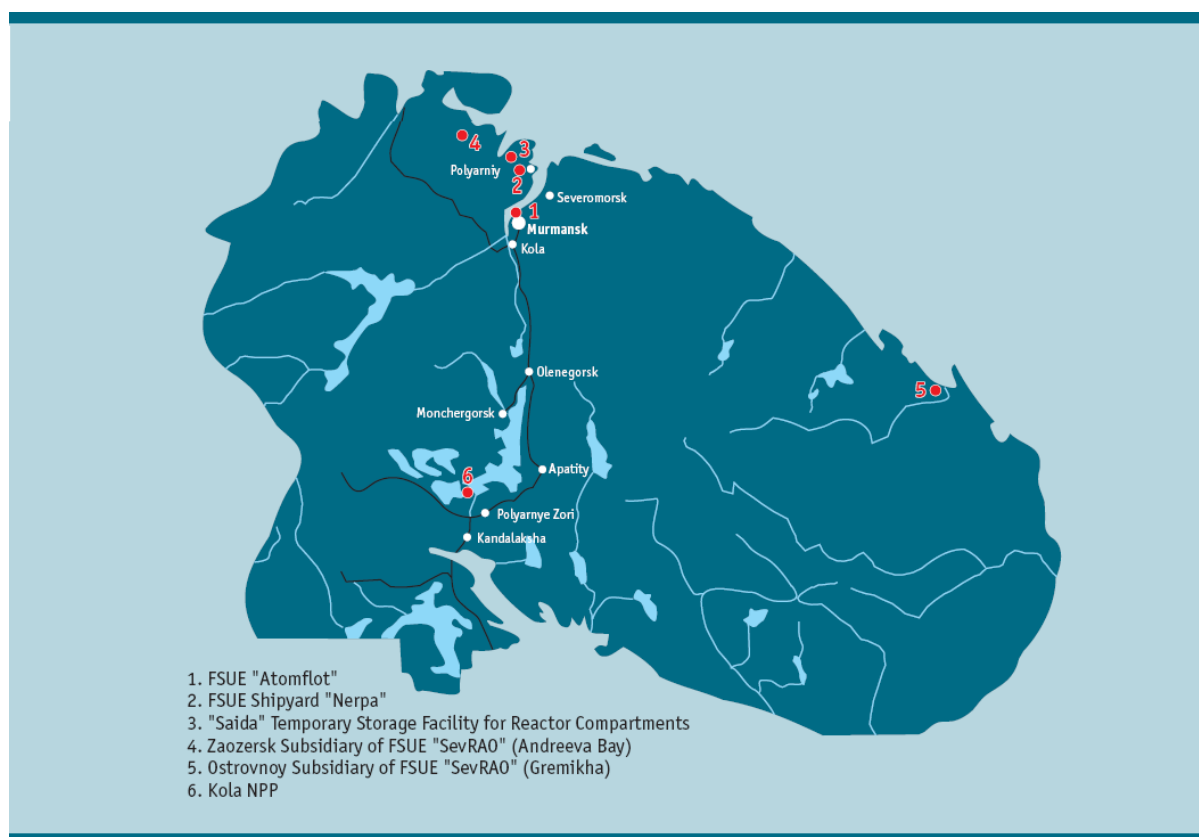 4
3
Polyarniy
2
Severomorsk
1
Murmansk
Kola
Olenegorsk
5
Monchergorsk
Apatity
6
Polyarnye Zori
Kandalaksha
1. FSUE "Atomflot"
2. FSUE Shipyard "Nerpa"
3. "Saida" Temporary Storage Facility for Reactor Compartments
4. Zaozersk Subsidiary of FSUE "SevRAO" (Andreeva Bay)
5. Ostrovnoy Subsidiary of FSUE "SevRAO" (Gremikha)
6. Kola NPP